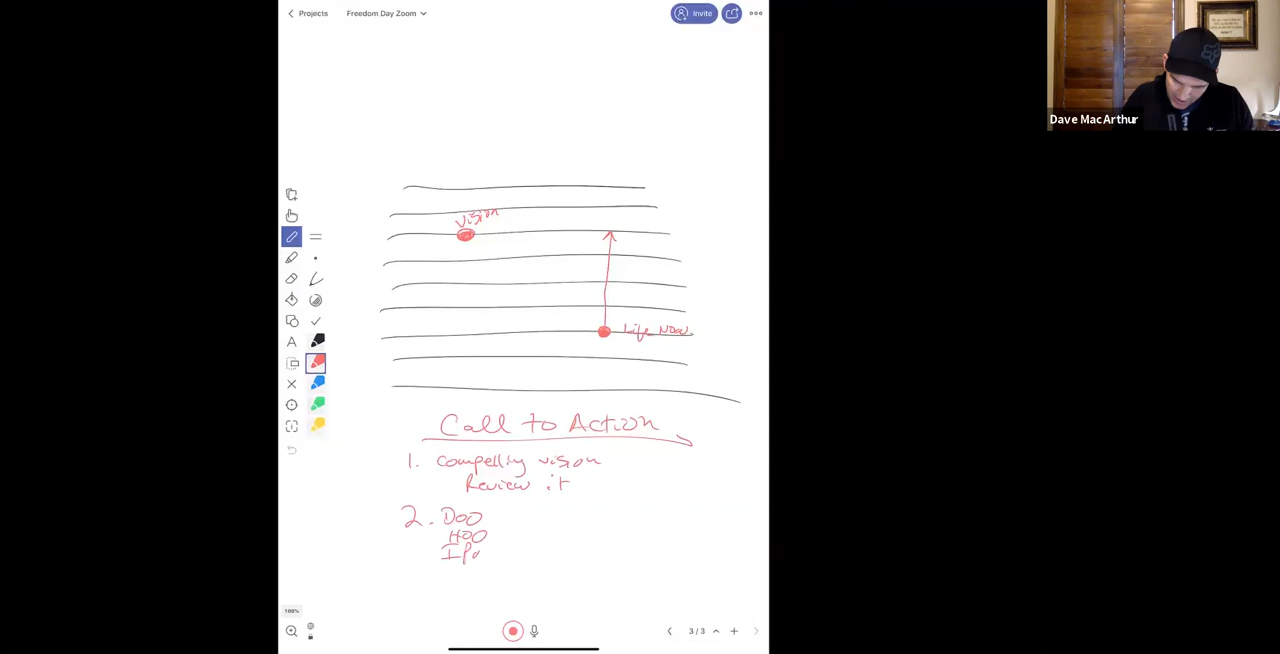 Projects
Freedom Day Zoom
Invite
Dave MacArthur
vision
Life Now
Call to Action
1. Compelling vision
Review it
2. DOO
HOO
100%
3 / 3